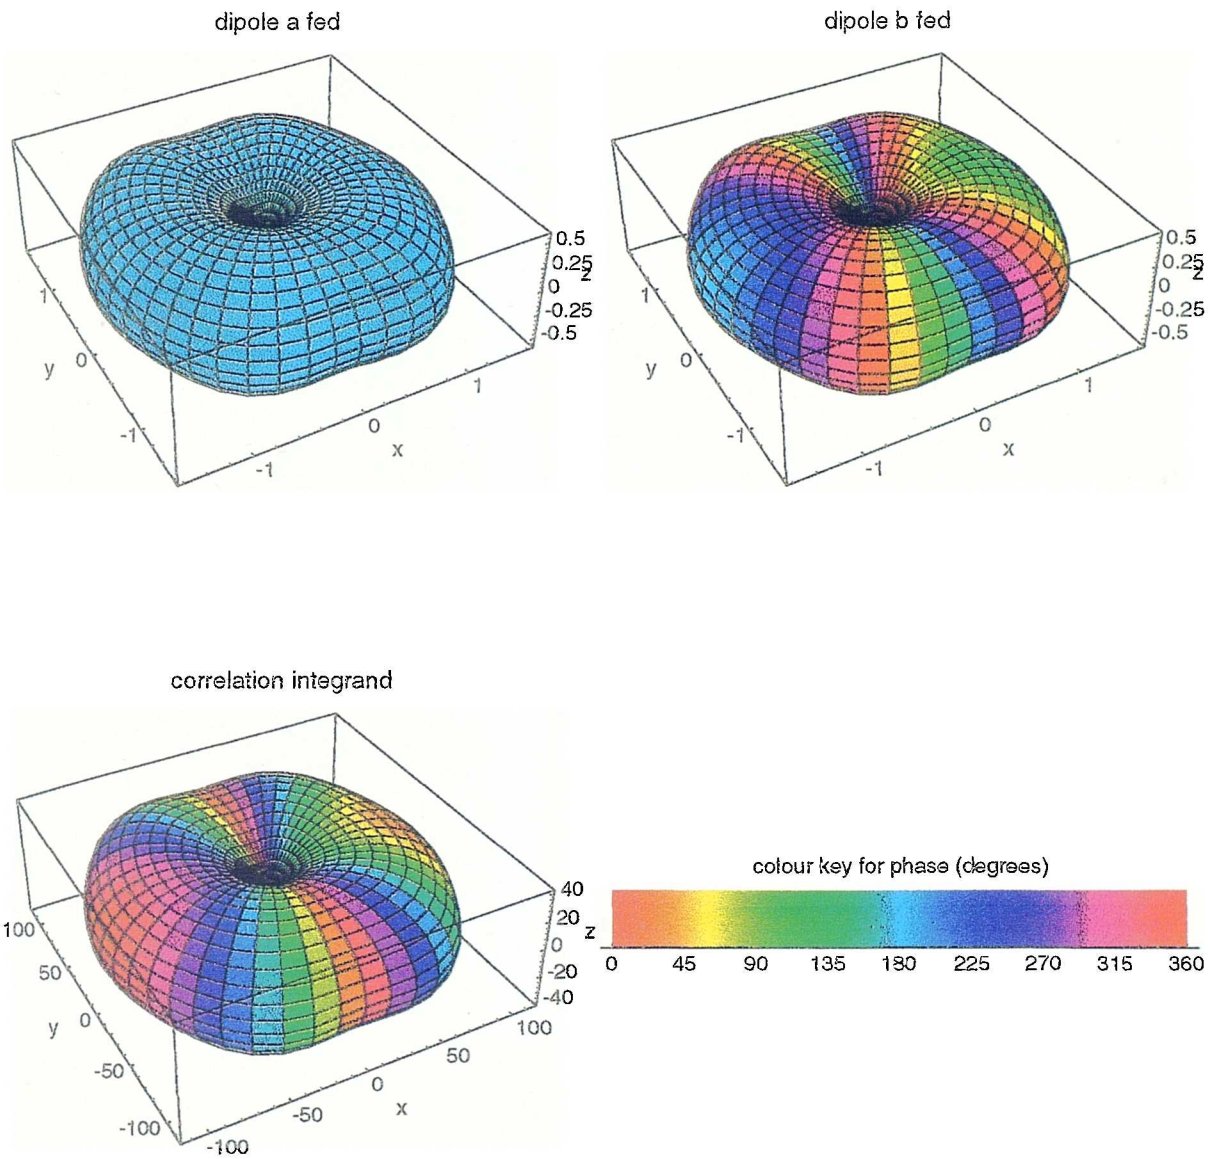 dipole a fed
dipole b fed
0.5
0.25
z
0
-0.25
-0.5
1
y
0
-1
-1
0
x
1
0.5
0.25
z
0
-0.25
-0.5
1
y
0
-1
-1
0
x
1
correlation integrand
40
20
z
0
-20
-40
100
50
y
0
-50
-100
-100
-50
0
x
50
100
colour key for phase (degrees)
0 45 90 135 180 225 270 315 360